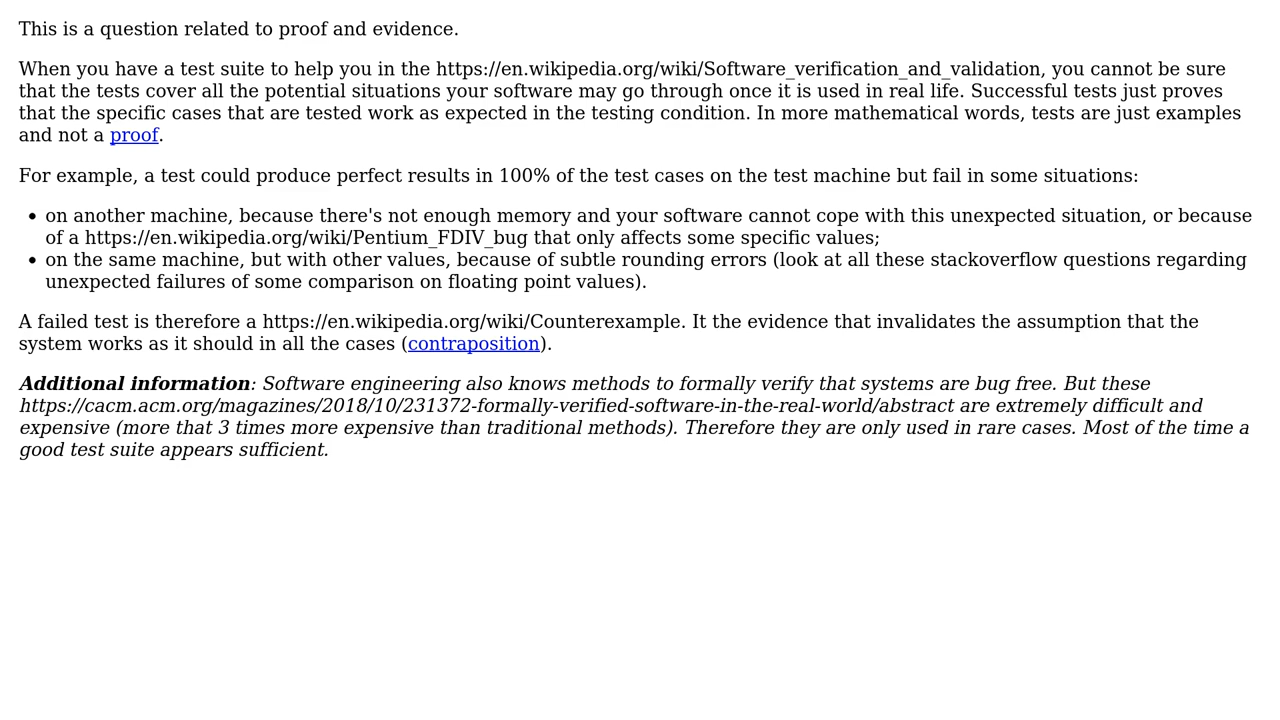 This is a question related to proof and evidence.
When you have a test suite to help you in the https://en.wikipedia.org/wiki/Software_verification_and_validation, you cannot be sure
that the tests cover all the potential situations your software may go through once it is used in real life. Successful tests just proves
that the specific cases that are tested work as expected in the testing condition. In more mathematical words, tests are just examples
and not a proof.
For example, a test could produce perfect results in 100% of the test cases on the test machine but fail in some situations:
• on another machine, because there's not enough memory and your software cannot cope with this unexpected situation, or because
of a https://en.wikipedia.org/wiki/Pentium_FDIV_bug that only affects some specific values;
• on the same machine, but with other values, because of subtle rounding errors (look at all these stackoverflow questions regarding
unexpected failures of some comparison on floating point values).
A failed test is therefore a https://en.wikipedia.org/wiki/Counterexample. It the evidence that invalidates the assumption that the
system works as it should in all the cases (contraposition).
Additional information: Software engineering also knows methods to formally verify that systems are bug free. But these
https://cacm.acm.org/magazines/2018/10/231372-formally-verified-software-in-the-real-world/abstract are extremely difficult and
expensive (more that 3 times more expensive than traditional methods). Therefore they are only used in rare cases. Most of the time a
good test suite appears sufficient.